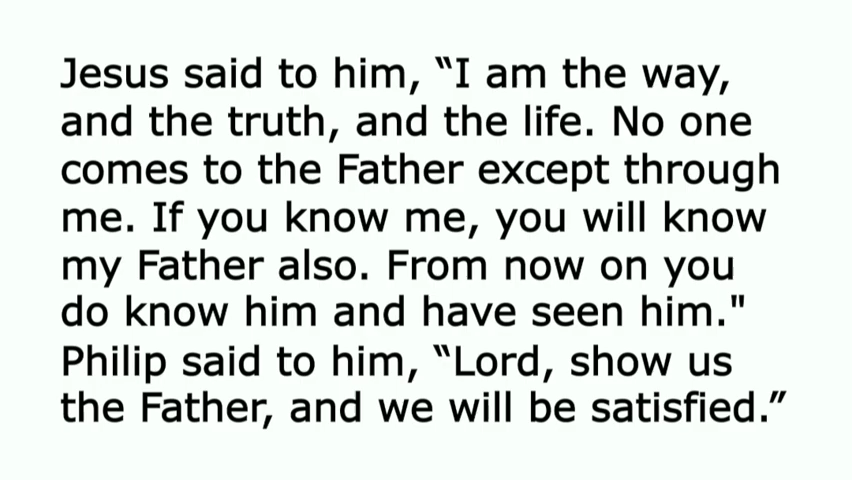 Jesus said to him, “I am the way,
and the truth, and the life. No one
comes to the Father except through
me. If you know me, you will know
my Father also. From now on you
do know him and have seen him."
Philip said to him, “Lord, show us
the Father, and we will be satisfied.”